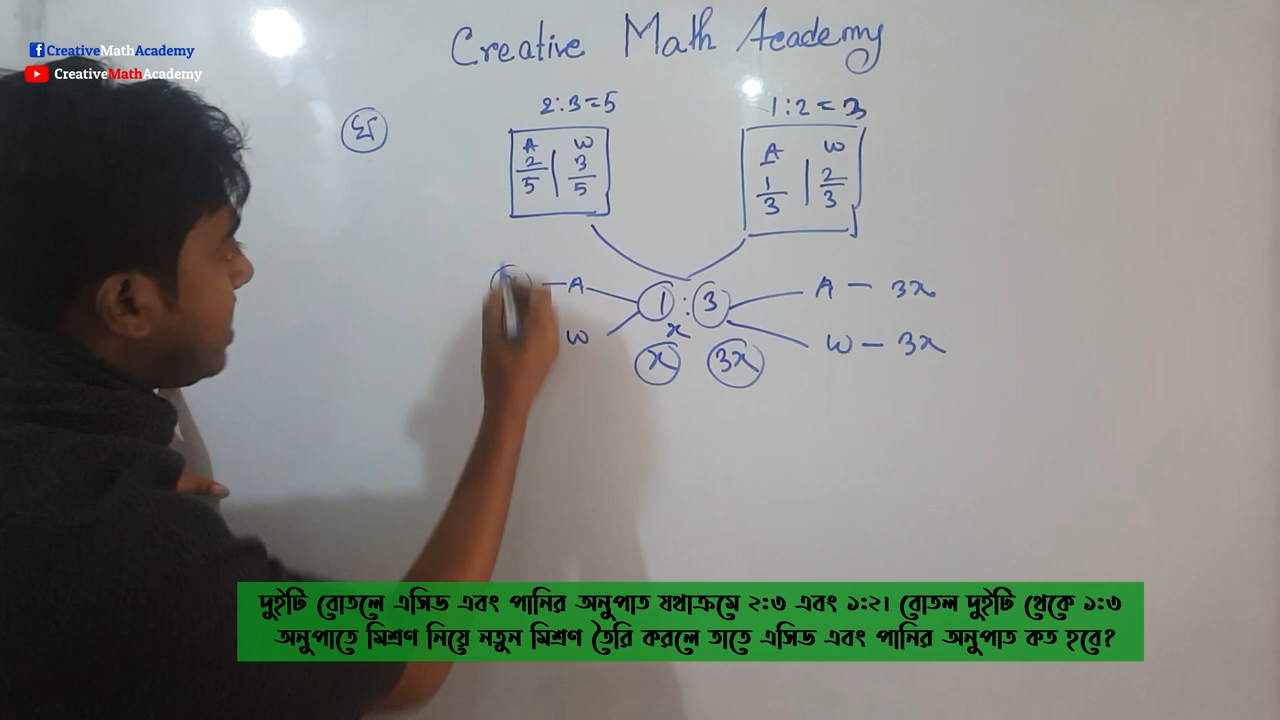 CreativeMathAcademy
CreativeMathAcademy
Creative Math Academy
ঘ
2:3=5
A W
2/5 | 3/5
1:2=3
A W
1/3 | 2/3
— A
W
1 : 3
x
x 3x
A — 3x
W — 3x
দুইটি বোতলে এসিড এবং পানির অনুপাত যথাক্রমে ২:৩ এবং ১:২। বোতল দুইটি থেকে ১:৩
অনুপাতে মিশ্রণ নিয়ে নতুন মিশ্রণ তৈরি করলে তাতে এসিড এবং পানির অনুপাত কত হবে?